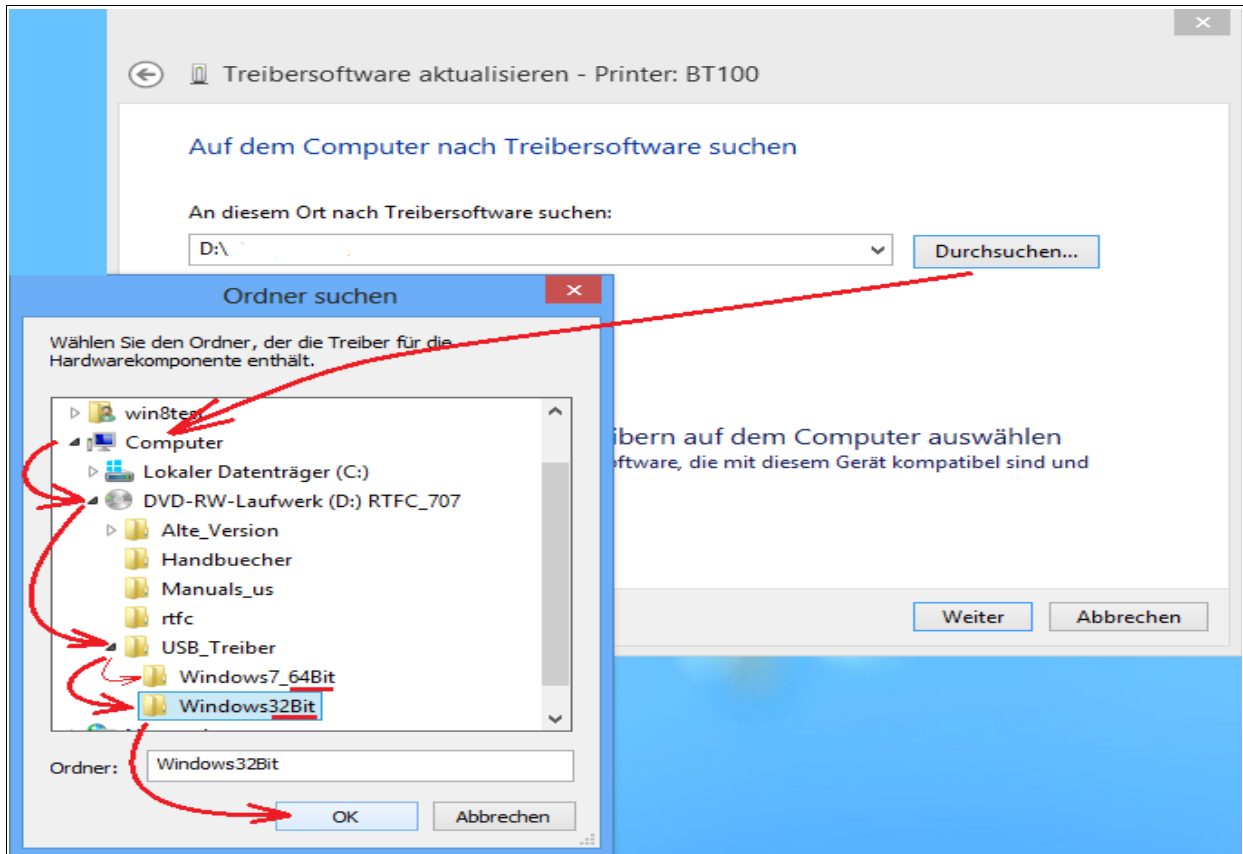 Treibersoftware aktualisieren - Printer: BT100
Auf dem Computer nach Treibersoftware suchen
An diesem Ort nach Treibersoftware suchen:
D:\
Durchsuchen...
Ordner suchen
Wählen Sie den Ordner, der die Treiber für die
Hardwarekomponente enthält.
win8test
Computer
Lokaler Datenträger (C:)
DVD-RW-Laufwerk (D:) RTFC_707
Alte_Version
Handbuecher
Manuals_us
rtfc
USB_Treiber
Windows7_64Bit
Windows32Bit
Ordner:
Windows32Bit
OK
Abbrechen
auf dem Computer auswählen
die mit diesem Gerät kompatibel sind und
Weiter
Abbrechen